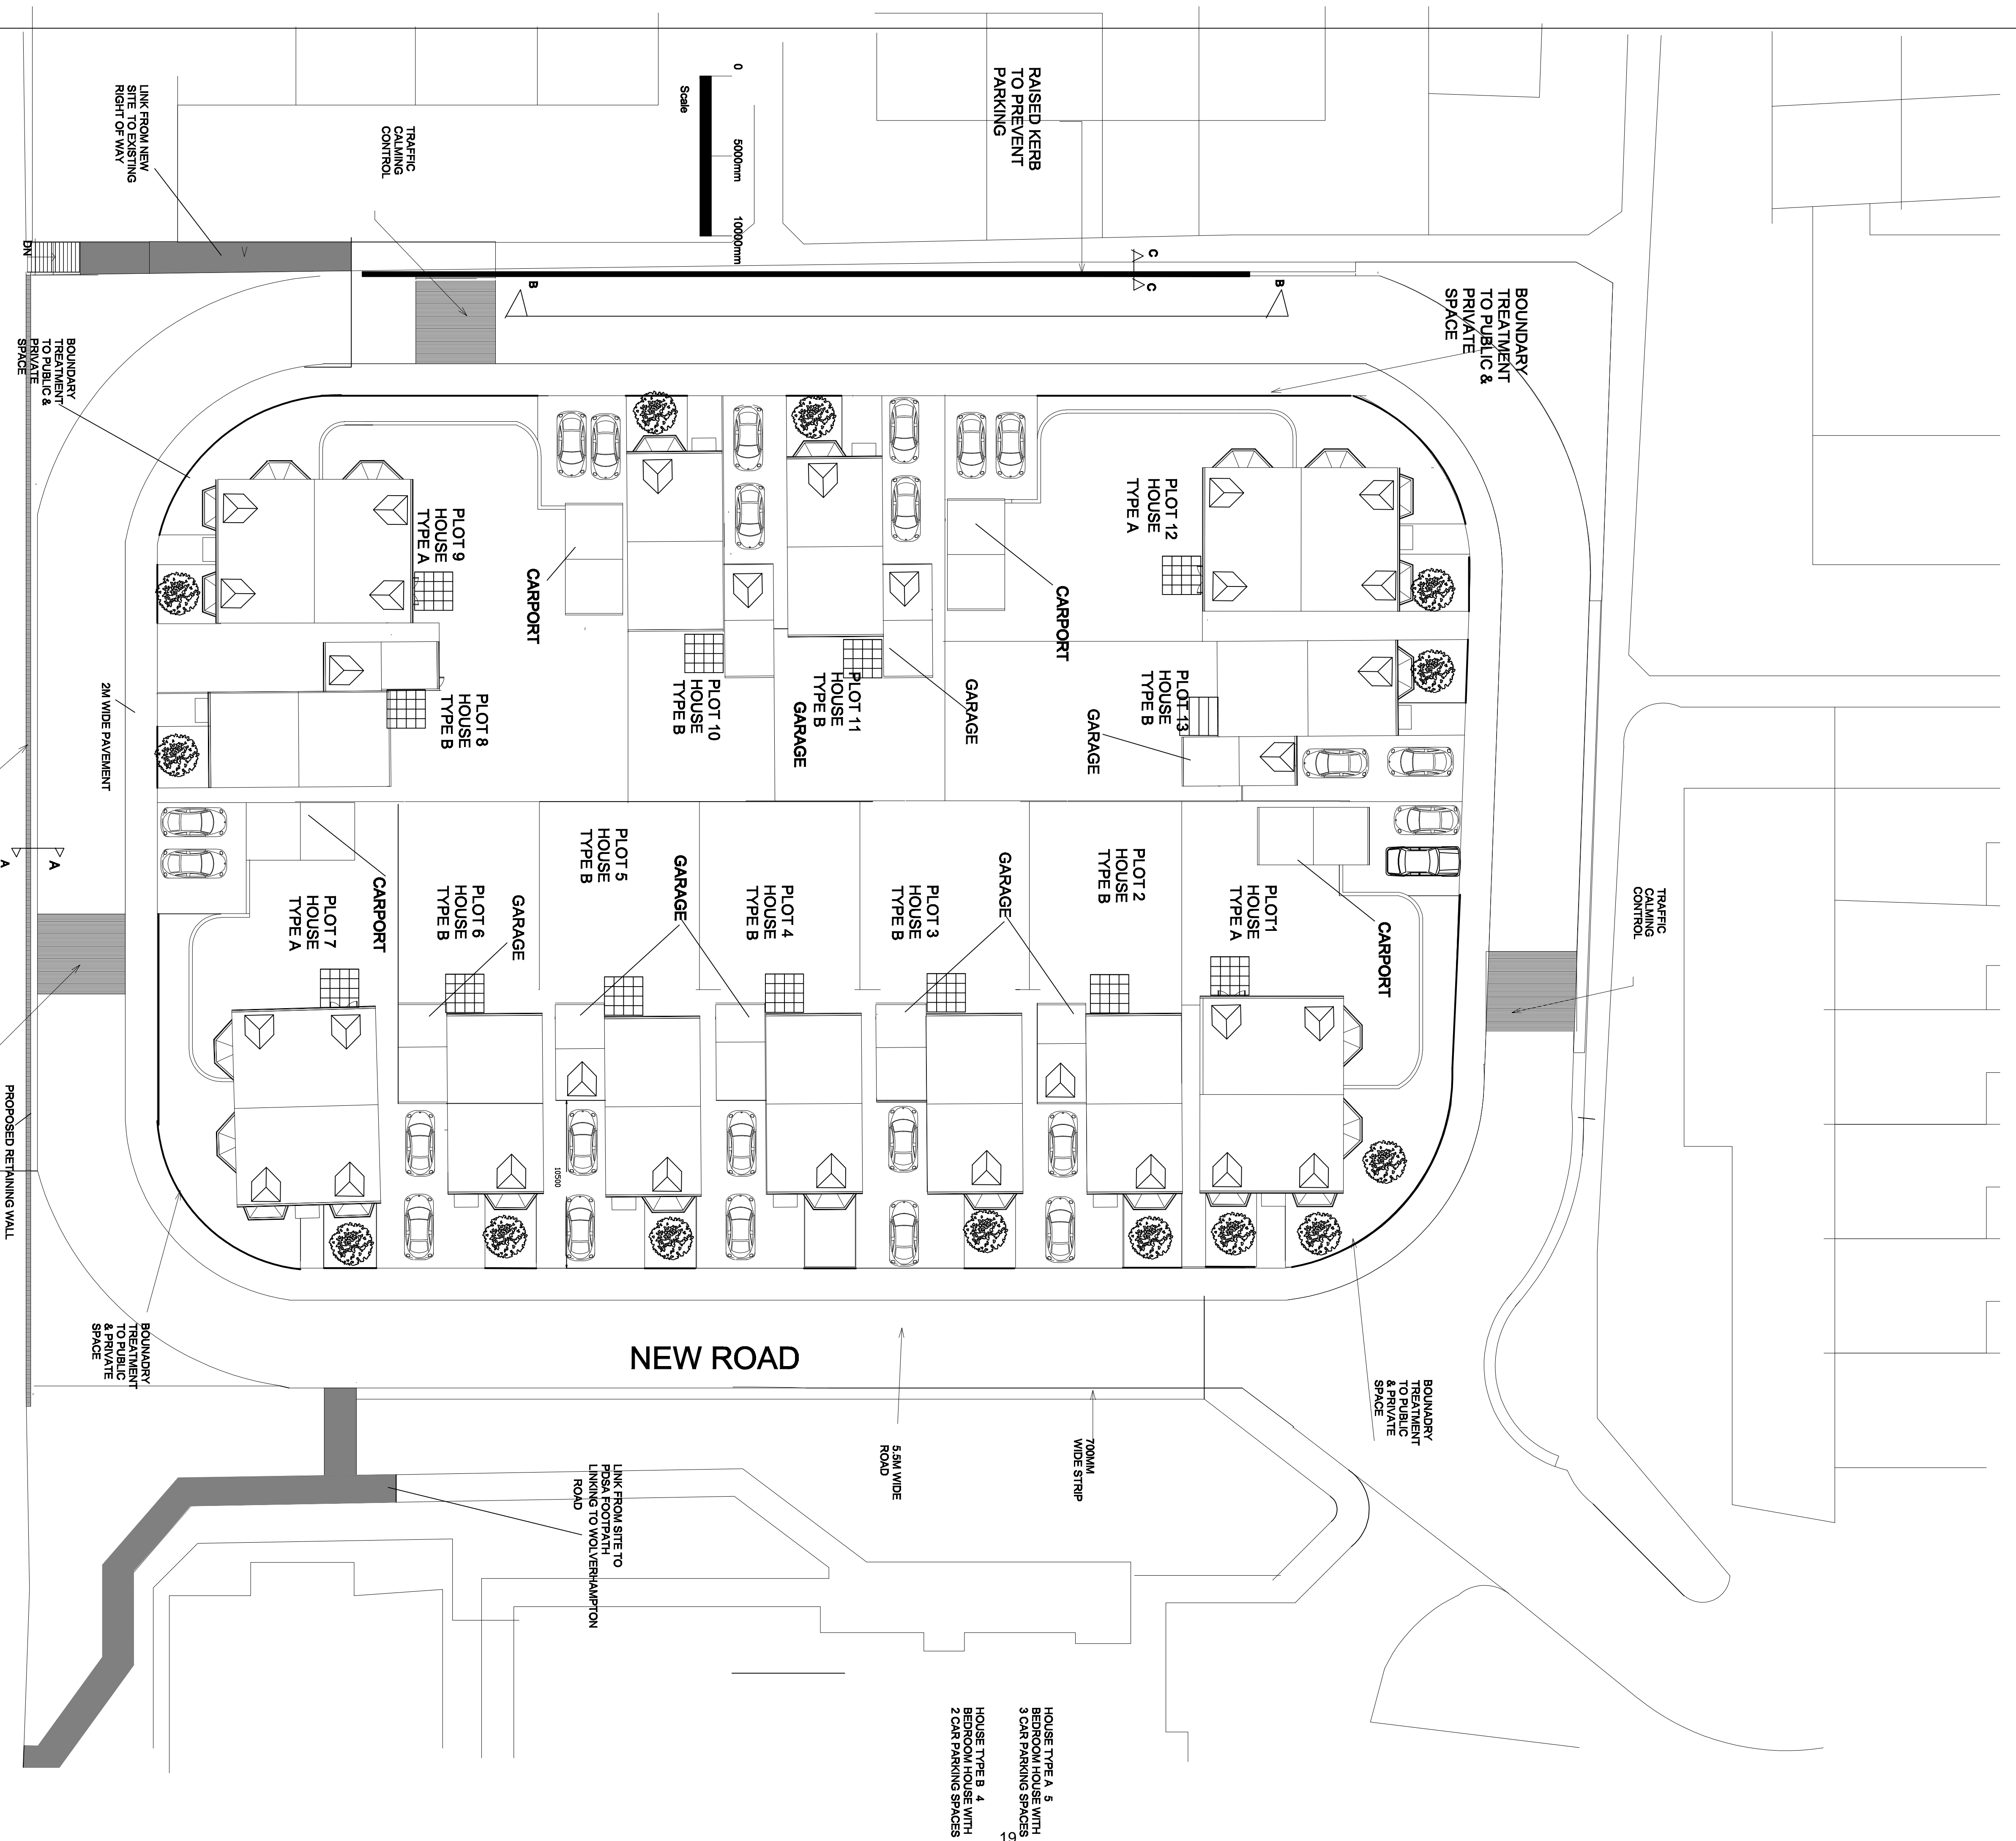 0
5000mm
10000mm
Scale
RAISED KERB
TO PREVENT
PARKING
LINK FROM NEW
SITE TO EXISTING
RIGHT OF WAY
TRAFFIC
CALMING
CONTROL
DN
C
C
B
B
BOUNDARY
TREATMENT
TO PUBLIC &
PRIVATE
SPACE
BOUNDARY
TREATMENT
TO PUBLIC &
PRIVATE
SPACE
PLOT 9
HOUSE
TYPE A
CARPORT
PLOT 12
HOUSE
TYPE A
CARPORT
PLOT 8
HOUSE
TYPE B
PLOT 10
HOUSE
TYPE B
PLOT 11
HOUSE
TYPE B
GARAGE
GARAGE
PLOT 13
HOUSE
TYPE B
GARAGE
2M WIDE PAVEMENT
A
A
PLOT 7
HOUSE
TYPE A
CARPORT
PLOT 6
HOUSE
TYPE B
GARAGE
PLOT 5
HOUSE
TYPE B
GARAGE
PLOT 4
HOUSE
TYPE B
PLOT 3
HOUSE
TYPE B
GARAGE
PLOT 2
HOUSE
TYPE B
PLOT1
HOUSE
TYPE A
CARPORT
TRAFFIC
CALMING
CONTROL
10500
PROPOSED RETAINING WALL
BOUNADRY
TREATMENT
TO PUBLIC
& PRIVATE
SPACE
NEW ROAD
BOUNADRY
TREATMENT
TO PUBLIC
& PRIVATE
SPACE
5.5M WIDE
ROAD
700MM
WIDE STRIP
LINK FROM SITE TO
PDSA FOOTPATH
LINKING TO WOLVERHAMPTON
ROAD
HOUSE TYPE A 5
BEDROOM HOUSE WITH
3 CAR PARKING SPACES
HOUSE TYPE B 4
BEDROOM HOUSE WITH
2 CAR PARKING SPACES
19